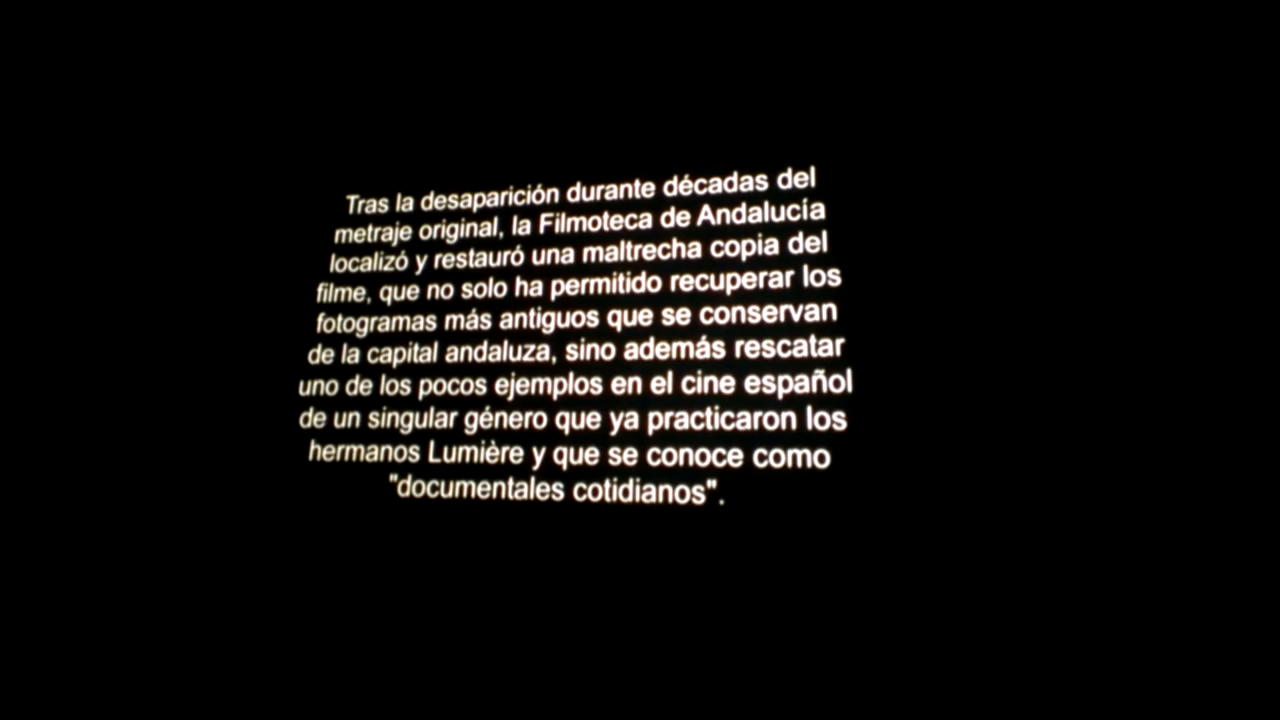 Tras la desaparición durante décadas del
metraje original, la Filmoteca de Andalucía
localizó y restauró una maltrecha copia del
filme, que no solo ha permitido recuperar los
fotogramas más antiguos que se conservan
de la capital andaluza, sino además rescatar
uno de los pocos ejemplos en el cine español
de un singular género que ya practicaron los
hermanos Lumière y que se conoce como
"documentales cotidianos".